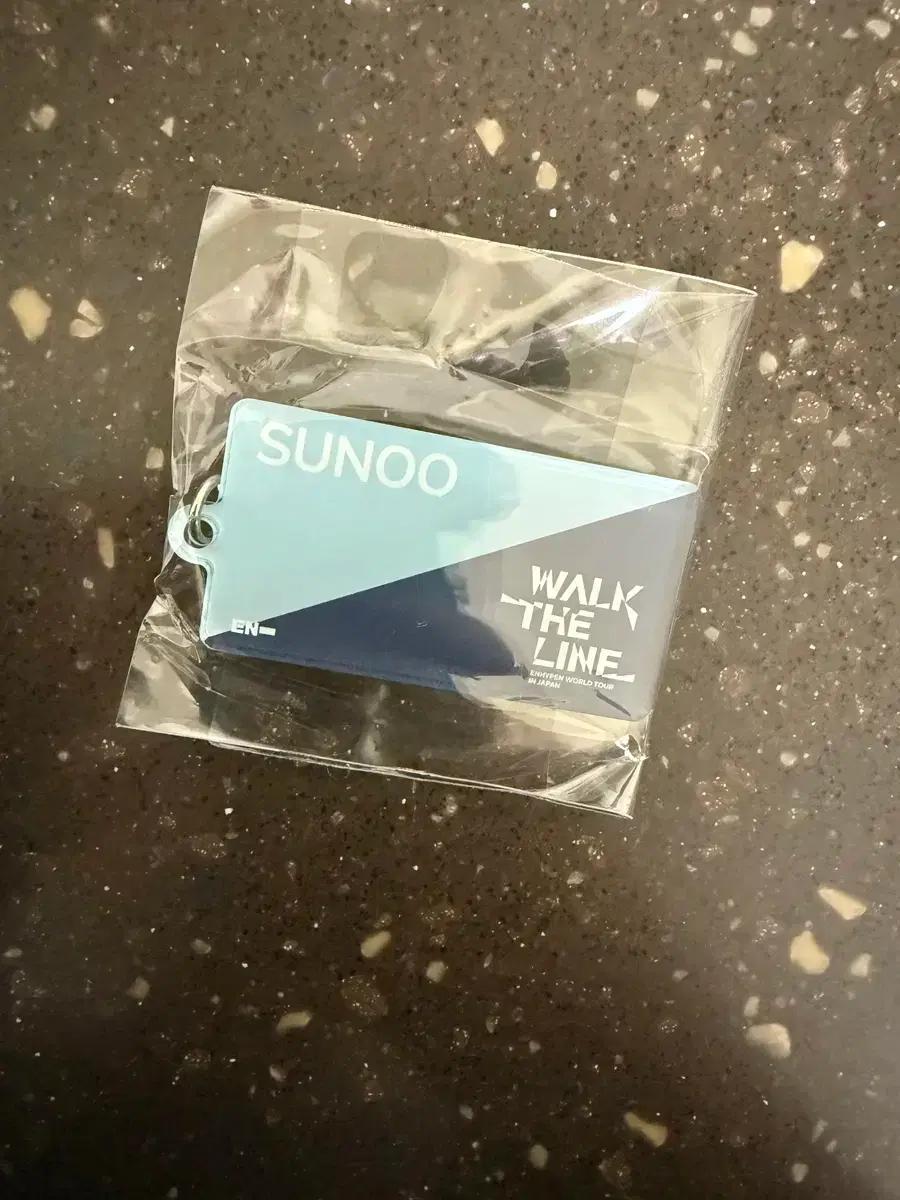 SUNOO
EN-
WALK
THE
LINE
ENHYPEN WORLD TOUR
IN JAPAN